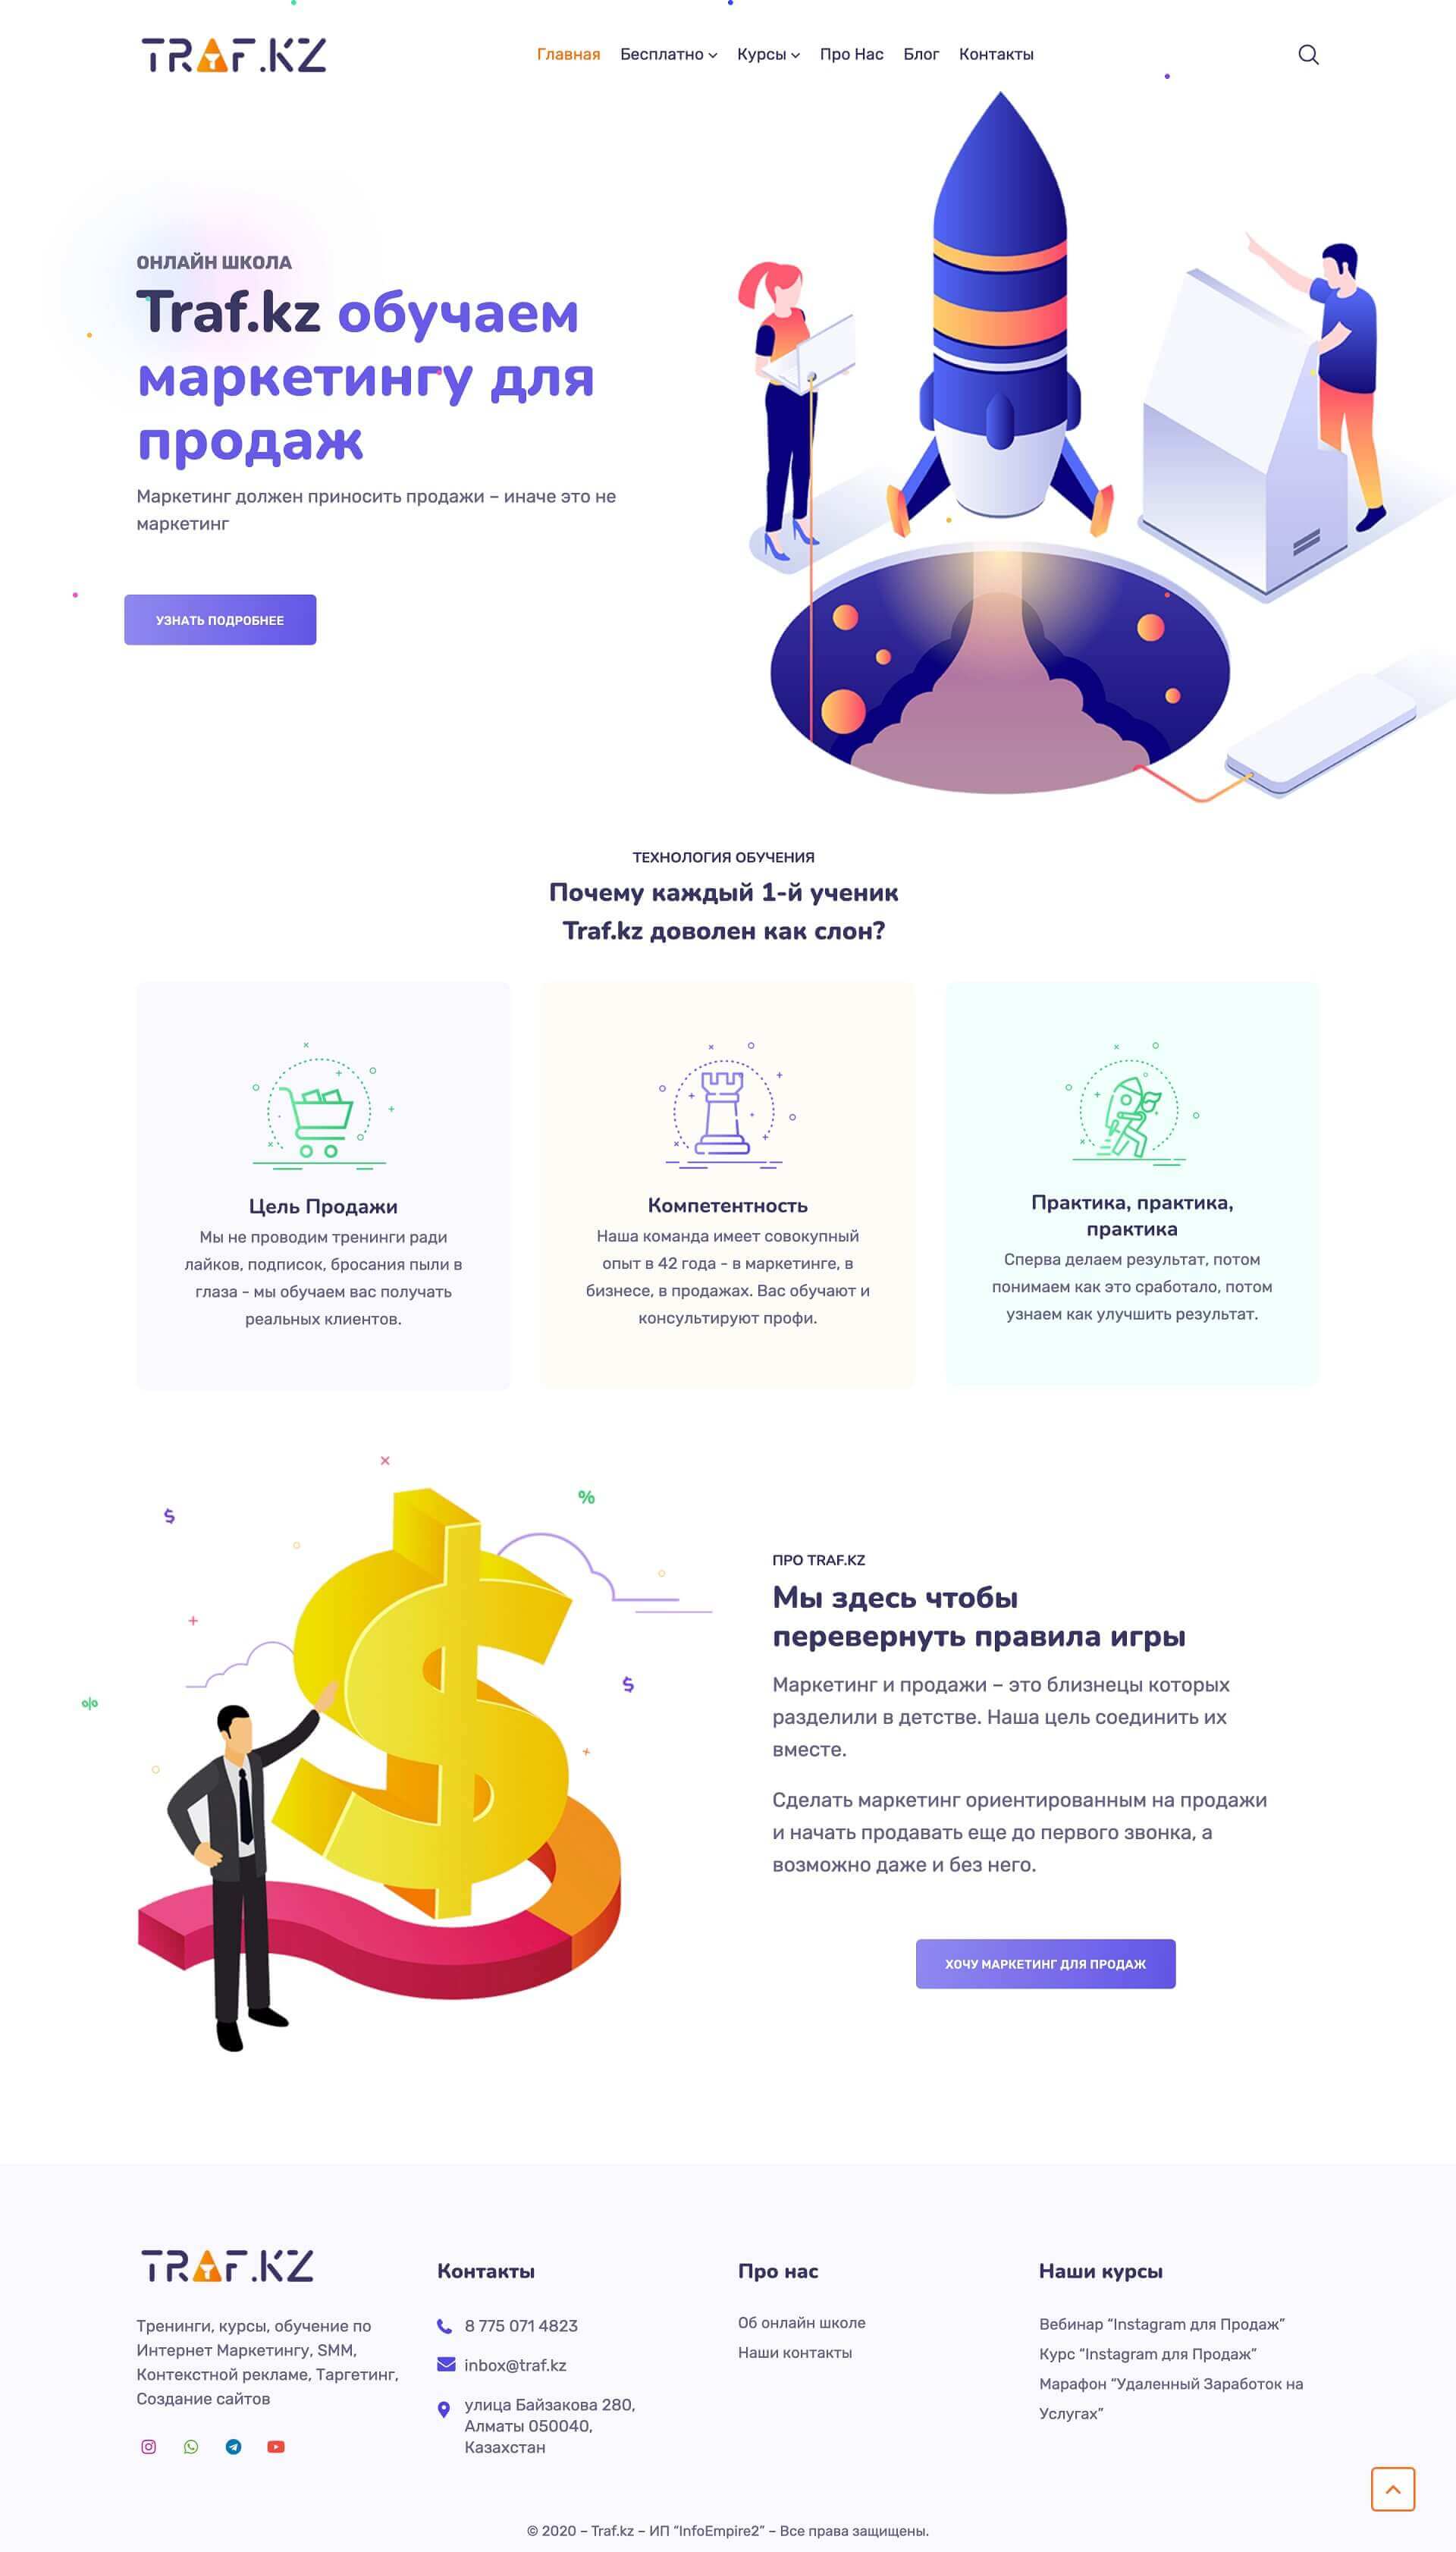 TRAF.KZ
Главная Бесплатно Курсы Про Нас Блог Контакты
ОНЛАЙН ШКОЛА
Traf.kz обучаем
маркетингу для
продаж
Маркетинг должен приносить продажи – иначе это не
маркетинг
УЗНАТЬ ПОДРОБНЕЕ
ТЕХНОЛОГИЯ ОБУЧЕНИЯ
Почему каждый 1-й ученик
Traf.kz доволен как слон?
Цель Продажи
Мы не проводим тренинги ради
лайков, подписок, бросания пыли в
глаза - мы обучаем вас получать
реальных клиентов.
Компетентность
Наша команда имеет совокупный
опыт в 42 года - в маркетинге, в
бизнесе, в продажах. Вас обучают и
консультируют профи.
Практика, практика,
практика
Сперва делаем результат, потом
понимаем как это сработало, потом
узнаем как улучшить результат.
ПРО TRAF.KZ
Мы здесь чтобы
перевернуть правила игры
Маркетинг и продажи – это близнецы которых
разделили в детстве. Наша цель соединить их
вместе.
Сделать маркетинг ориентированным на продажи
и начать продавать еще до первого звонка, а
возможно даже и без него.
ХОЧУ МАРКЕТИНГ ДЛЯ ПРОДАЖ
TRAF.KZ
Тренинги, курсы, обучение по
Интернет Маркетингу, SMM,
Контекстной рекламе, Таргетинг,
Создание сайтов
Контакты
8 775 071 4823
inbox@traf.kz
улица Байзакова 280,
Алматы 050040,
Казахстан
Про нас
Об онлайн школе
Наши контакты
Наши курсы
Вебинар “Instagram для Продаж”
Курс “Instagram для Продаж”
Марафон “Удаленный Заработок на
Услугах”
© 2020 – Traf.kz – ИП “InfoEmpire2” – Все права защищены.